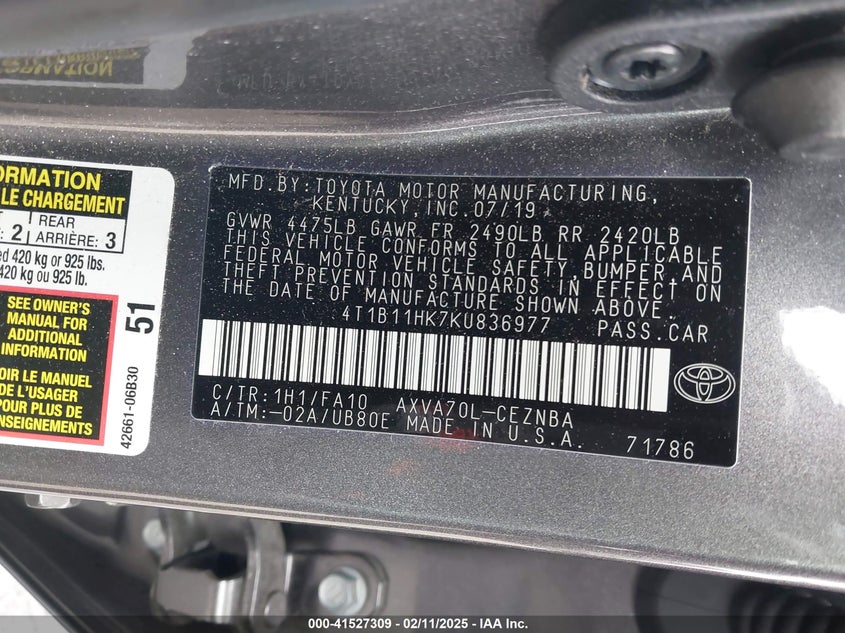 ORMATION
LE CHARGEMENT
2
REAR
ARRIÈRE: 3
ed 420 kg or 925 lbs.
420 kg ou 925 lb.
SEE OWNER'S
MANUAL FOR
ADDITIONAL
INFORMATION
OIR LE MANUEL
DE
POUR
PLUS DE
ENSEIGNEMENTS
51
42661-06B30
MFD.BY:TOYOTA MOTOR MANUFACTURING,
KENTUCKY, INC.07/19
GVWR 4475LB GAWR FR 2490LB RR 2420LB
THIS VEHICLE CONFORMS TO ALL APPLICABLE
FEDERAL MOTOR VEHICLE SAFETY, BUMPER, AND
THEFT PREVENTION STANDARDS IN EFFECT ON
THE DATE OF MANUFACTURE SHOWN ABOVE.
4T1B11HK7KU836977 PASS.CAR
C/TR:1H1/FA10 AXVA70L-CEZNBA
A/TM:-02A/UB80E MADE IN U.S.A. 71786
000-41527309 - 02/11/2025 - IAA Inc.